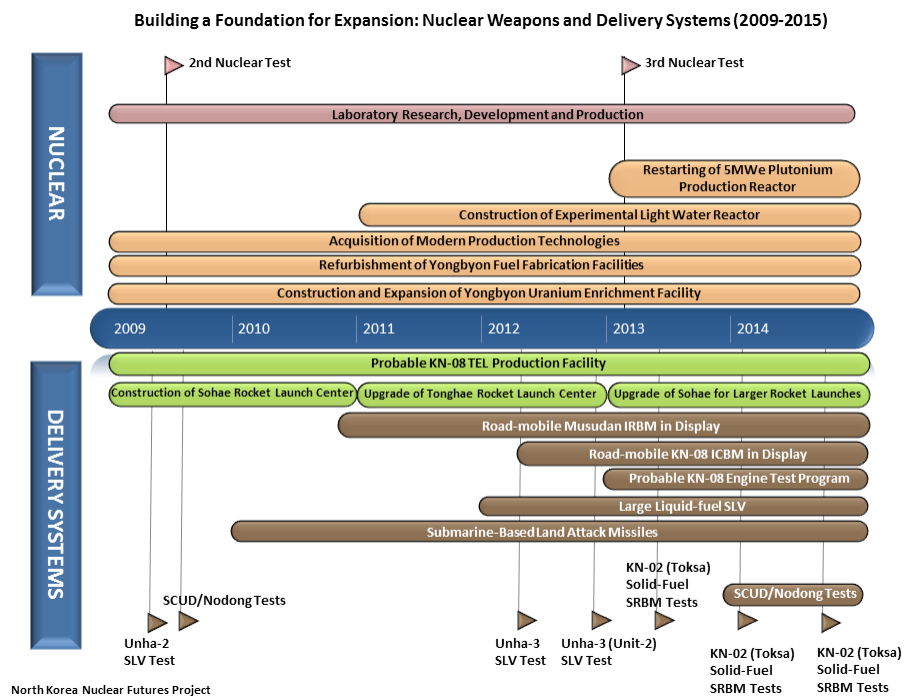 Building a Foundation for Expansion: Nuclear Weapons and Delivery Systems (2009-2015)
NUCLEAR
2nd Nuclear Test
3rd Nuclear Test
Laboratory Research, Development and Production
Restarting of 5MWe Plutonium
Production Reactor
Construction of Experimental Light Water Reactor
Acquisition of Modern Production Technologies
Refurbishment of Yongbyon Fuel Fabrication Facilities
Construction and Expansion of Yongbyon Uranium Enrichment Facility
2009 2010 2011 2012 2013 2014
DELIVERY SYSTEMS
Probable KN-08 TEL Production Facility
Construction of Sohae Rocket Launch Center Upgrade of Tonghae Rocket Launch Center Upgrade of Sohae for Larger Rocket Launches
Road-mobile Musudan IRBM in Display
Road-mobile KN-08 ICBM in Display
Probable KN-08 Engine Test Program
Large Liquid-fuel SLV
Submarine-Based Land Attack Missiles
Unha-2
SLV Test
SCUD/Nodong Tests
Unha-3
SLV Test
Unha-3 (Unit-2)
SLV Test
KN-02 (Toksa)
Solid-Fuel
SRBM Tests
SCUD/Nodong Tests
KN-02 (Toksa)
Solid-Fuel
SRBM Tests
KN-02 (Toksa)
Solid-Fuel
SRBM Tests
North Korea Nuclear Futures Project